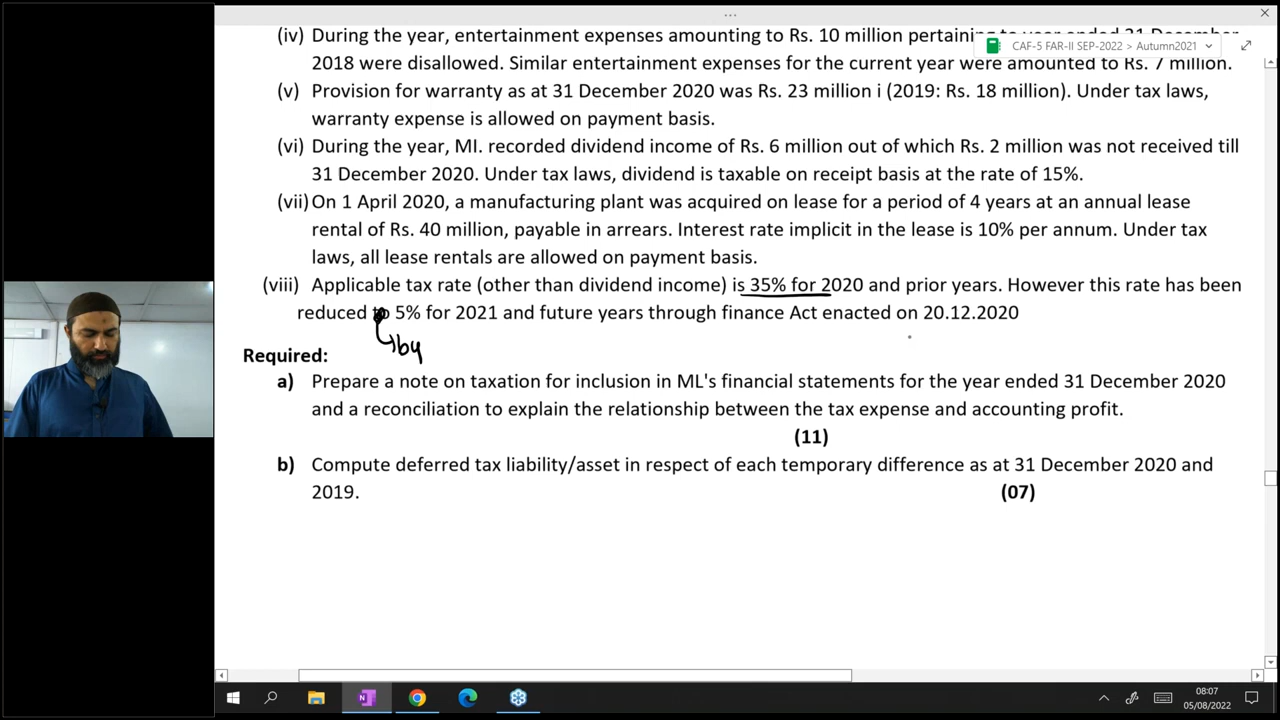 (iv) During the year, entertainment expenses amounting to Rs. 10 million pertaining to year ended 31 December
CAF-5 FAR-II SEP-2022 > Autumn2021
2018 were disallowed. Similar entertainment expenses for the current year were amounted to Rs. 7 million.
(v) Provision for warranty as at 31 December 2020 was Rs. 23 million i (2019: Rs. 18 million). Under tax laws,
warranty expense is allowed on payment basis.
(vi) During the year, MI. recorded dividend income of Rs. 6 million out of which Rs. 2 million was not received till
31 December 2020. Under tax laws, dividend is taxable on receipt basis at the rate of 15%.
(vii) On 1 April 2020, a manufacturing plant was acquired on lease for a period of 4 years at an annual lease
rental of Rs. 40 million, payable in arrears. Interest rate implicit in the lease is 10% per annum. Under tax
laws, all lease rentals are allowed on payment basis.
(viii) Applicable tax rate (other than dividend income) is 35% for 2020 and prior years. However this rate has been
reduced to 5% for 2021 and future years through finance Act enacted on 20.12.2020
by
Required:
a) Prepare a note on taxation for inclusion in ML's financial statements for the year ended 31 December 2020
and a reconciliation to explain the relationship between the tax expense and accounting profit.
(11)
b) Compute deferred tax liability/asset in respect of each temporary difference as at 31 December 2020 and
2019. (07)
08:07
05/08/2022